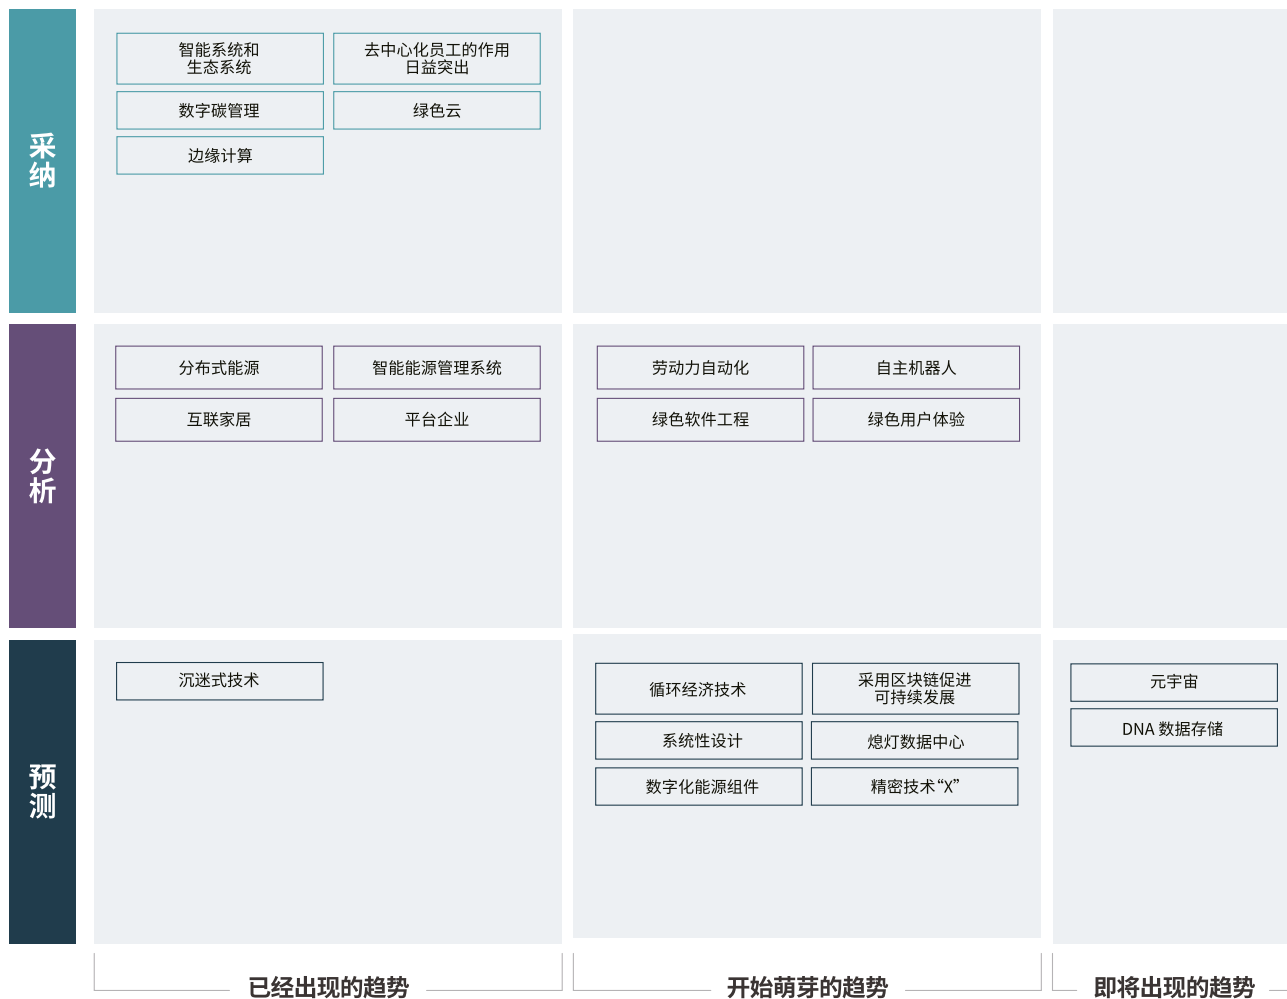 采纳
智能系统和
生态系统
去中心化员工的作用
日益突出
数字碳管理
绿色云
边缘计算
分析
分布式能源
智能能源管理系统
互联家居
平台企业
劳动力自动化
自主机器人
绿色软件工程
绿色用户体验
预测
沉迷式技术
循环经济技术
采用区块链促进
可持续发展
系统性设计
熄灯数据中心
数字化能源组件
精密技术“X”
元宇宙
DNA 数据存储
已经出现的趋势
开始萌芽的趋势
即将出现的趋势